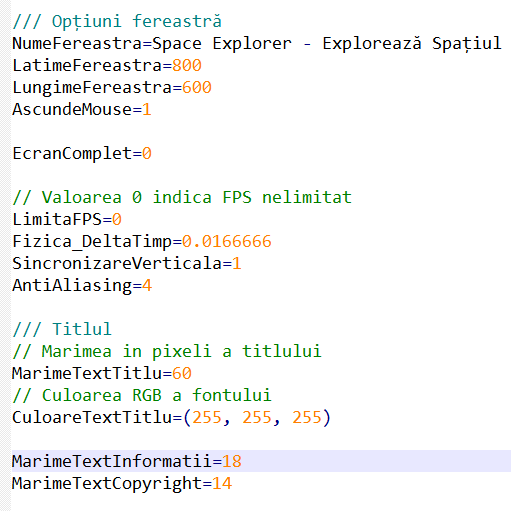 /// Opțiuni fereastră
NumeFereastra=Space Explorer - Explorează Spațiul
LatimeFereastra=800
LungimeFereastra=600
AscundeMouse=1
EcranComplet=0
// Valoarea 0 indica FPS nelimitat
LimitaFPS=0
Fizica_DeltaTimp=0.0166666
SincronizareVerticala=1
AntiAliasing=4
/// Titlul
// Marimea in pixeli a titlului
MarimeTextTitlu=60
// Culoarea RGB a fontului
CuloareTextTitlu=(255, 255, 255)
MarimeTextInformatii=18
MarimeTextCopyright=14